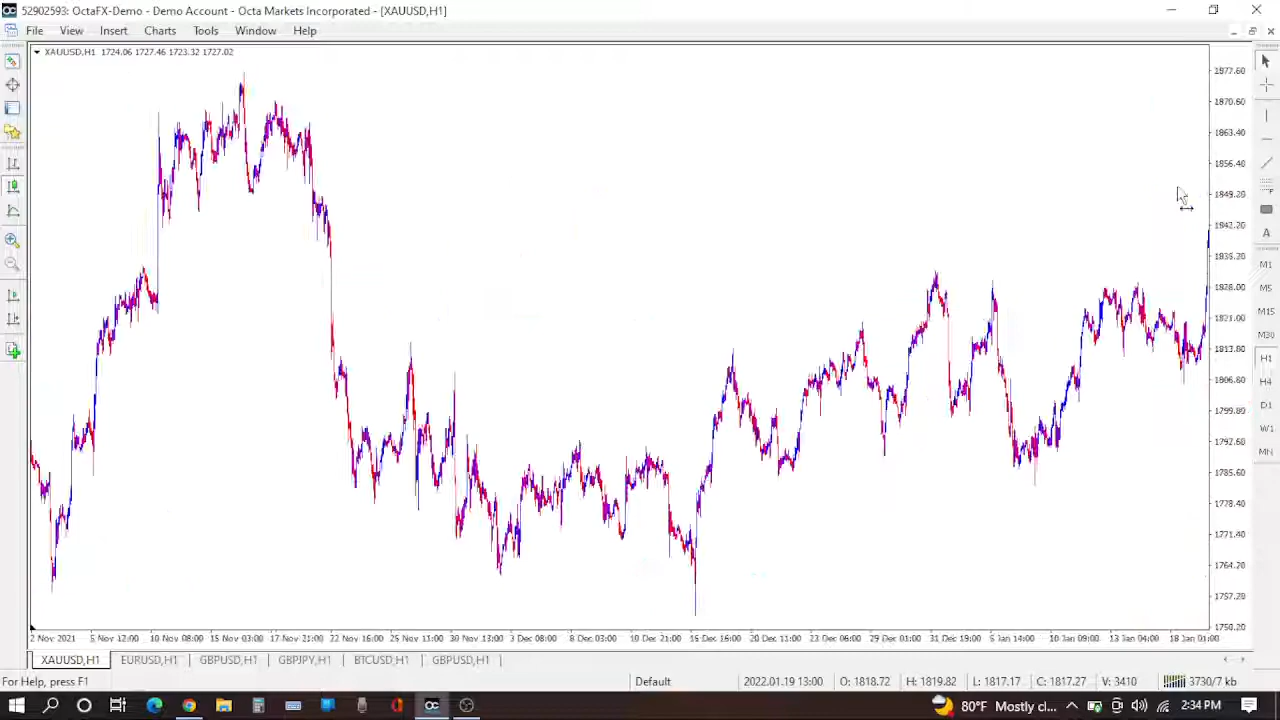 52902593: OctaFX-Demo - Demo Account - Octa Markets Incorporated - [XAUUSD,H1]
File View Insert Charts Tools Window Help
XAUUSD,H1 1724.06 1727.46 1723.32 1727.02
1877.60
1870.60
1863.40
1856.40
1849.20
1842.20
1835.20
1828.00
1821.00
1813.80
1806.80
1799.80
1792.60
1785.60
1778.40
1771.40
1764.20
1757.20
1750.20
A
M1
M5
M15
M30
H1
H4
D1
W1
MN
2 Nov 2021 5 Nov 12:00 10 Nov 08:00 15 Nov 03:00 17 Nov 21:00 22 Nov 16:00 25 Nov 11:00 30 Nov 13:00 3 Dec 08:00 8 Dec 03:00 10 Dec 21:00 15 Dec 16:00 20 Dec 11:00 23 Dec 06:00 29 Dec 01:00 31 Dec 19:00 5 Jan 14:00 10 Jan 09:00 13 Jan 04:00 18 Jan 01:00
XAUUSD,H1 EURUSD,H1 GBPUSD,H1 GBPJPY,H1 BTCUSD,H1 GBPUSD,H1
For Help, press F1 Default 2022.01.19 13:00 O: 1818.72 H: 1819.82 L: 1817.17 C: 1817.27 V: 3410 3730/7 kb
80°F Mostly cl... 2:34 PM